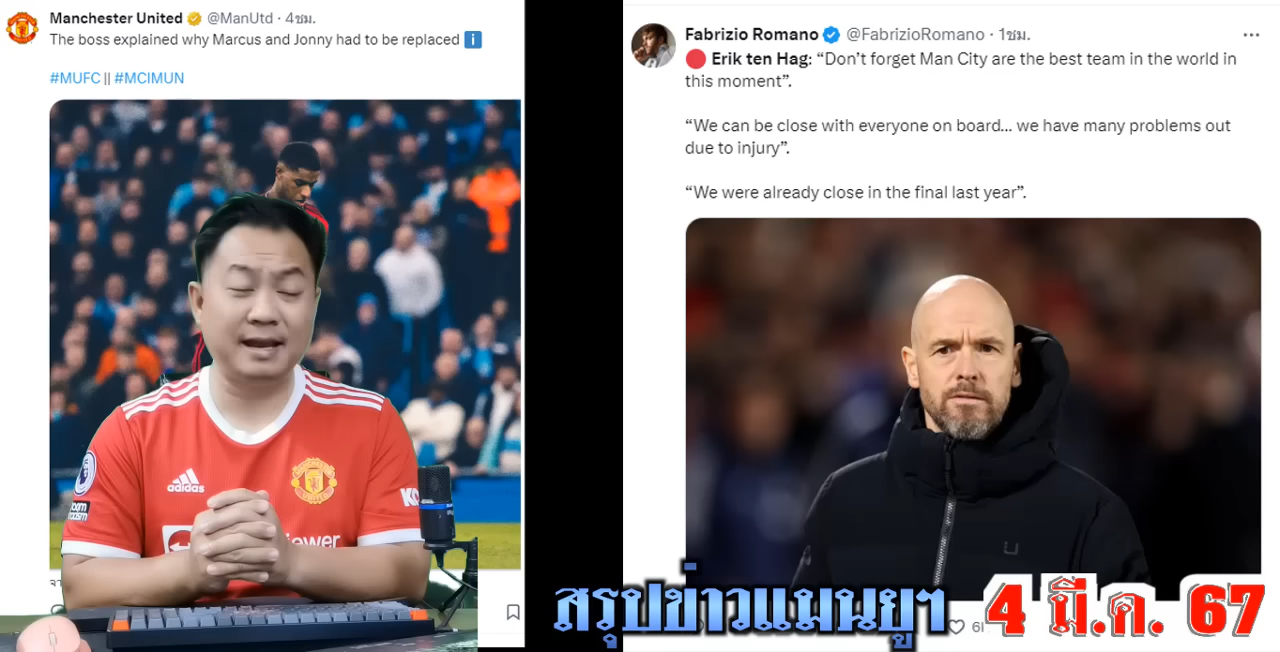 Manchester United @ManUtd · 4ชม.
The boss explained why Marcus and Jonny had to be replaced
#MUFC || #MCIMUN
adidas
Fabrizio Romano @FabrizioRomano · 1ชม.
Erik ten Hag: “Don’t forget Man City are the best team in the world in
this moment”.
“We can be close with everyone on board... we have many problems out
due to injury”.
“We were already close in the final last year”.
สรุปข่าวแมนยูฯ 4 มี.ค. 67